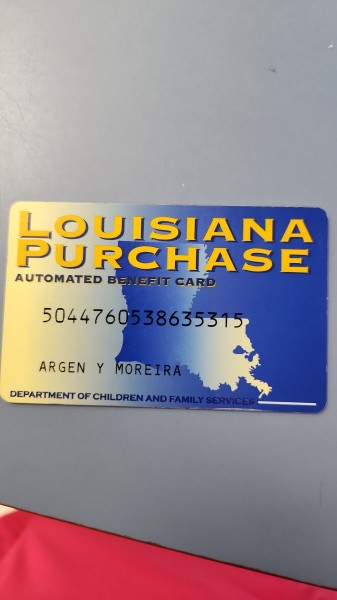 LOUISIANA
PURCHASE
AUTOMATED BENEFIT CARD
5044760538635315
ARGEN Y MOREIRA
DEPARTMENT OF CHILDREN AND FAMILY SERVICES